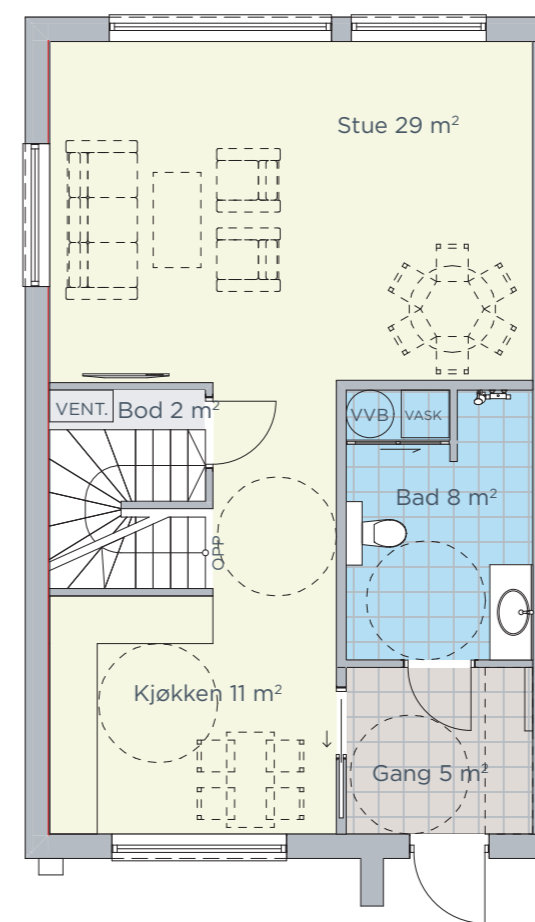 Stue 29 m²
VENT.
Bod 2 m²
VVB
VASK
Bad 8 m²
OPP
Kjøkken 11 m²
Gang 5 m²